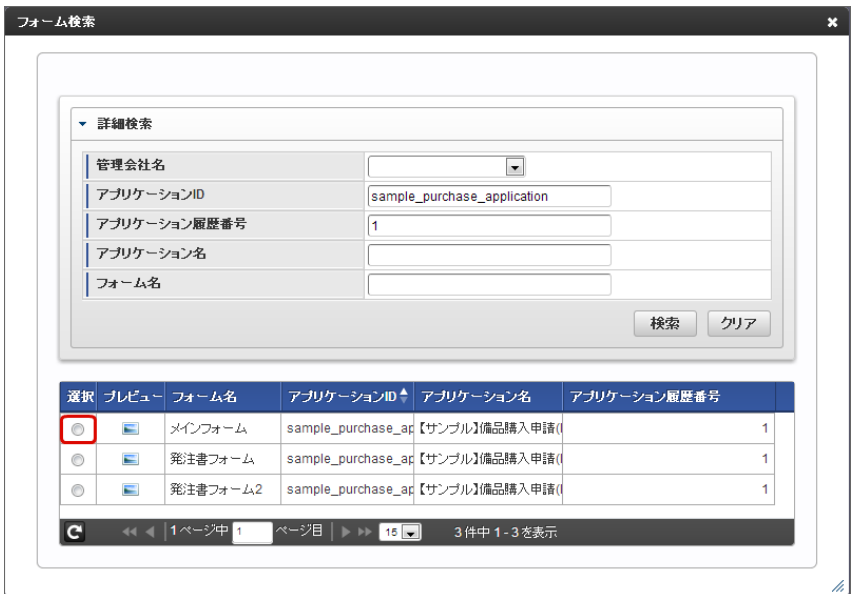 フォーム検索
詳細検索
管理会社名
アプリケーションID sample_purchase_application
アプリケーション履歴番号 1
アプリケーション名
フォーム名
検索 クリア
選択 プレビュー フォーム名 アプリケーションID アプリケーション名 アプリケーション履歴番号
メインフォーム sample_purchase_ap 【サンプル】備品購入申請( 1
発注書フォーム sample_purchase_ap 【サンプル】備品購入申請( 1
発注書フォーム2 sample_purchase_ap 【サンプル】備品購入申請( 1
1 ページ中 1 ページ目 15 3 件中 1 - 3 を表示